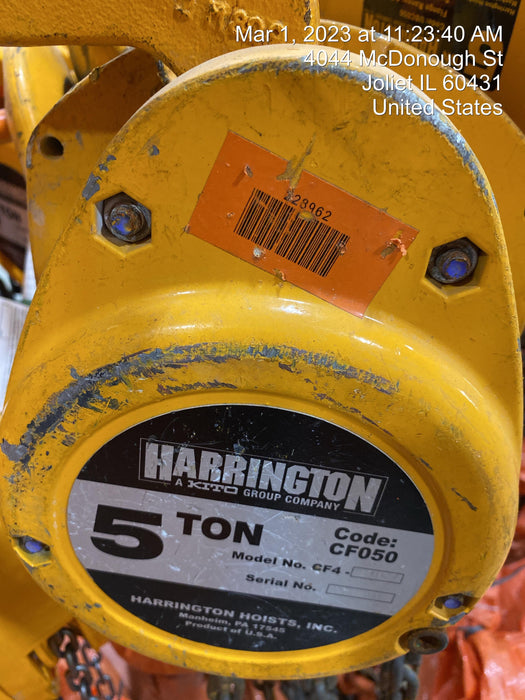 Mar 1, 2023 at 11:23:40 AM
4044 McDonough St
Joliet IL 60431
United States
HARRINGTON
A KITO GROUP COMPANY
5 TON
Code:
CF050
Model No. CF4 -
Serial No.
HARRINGTON HOISTS, INC.
Manheim, PA 17545
Product of U.S.A.